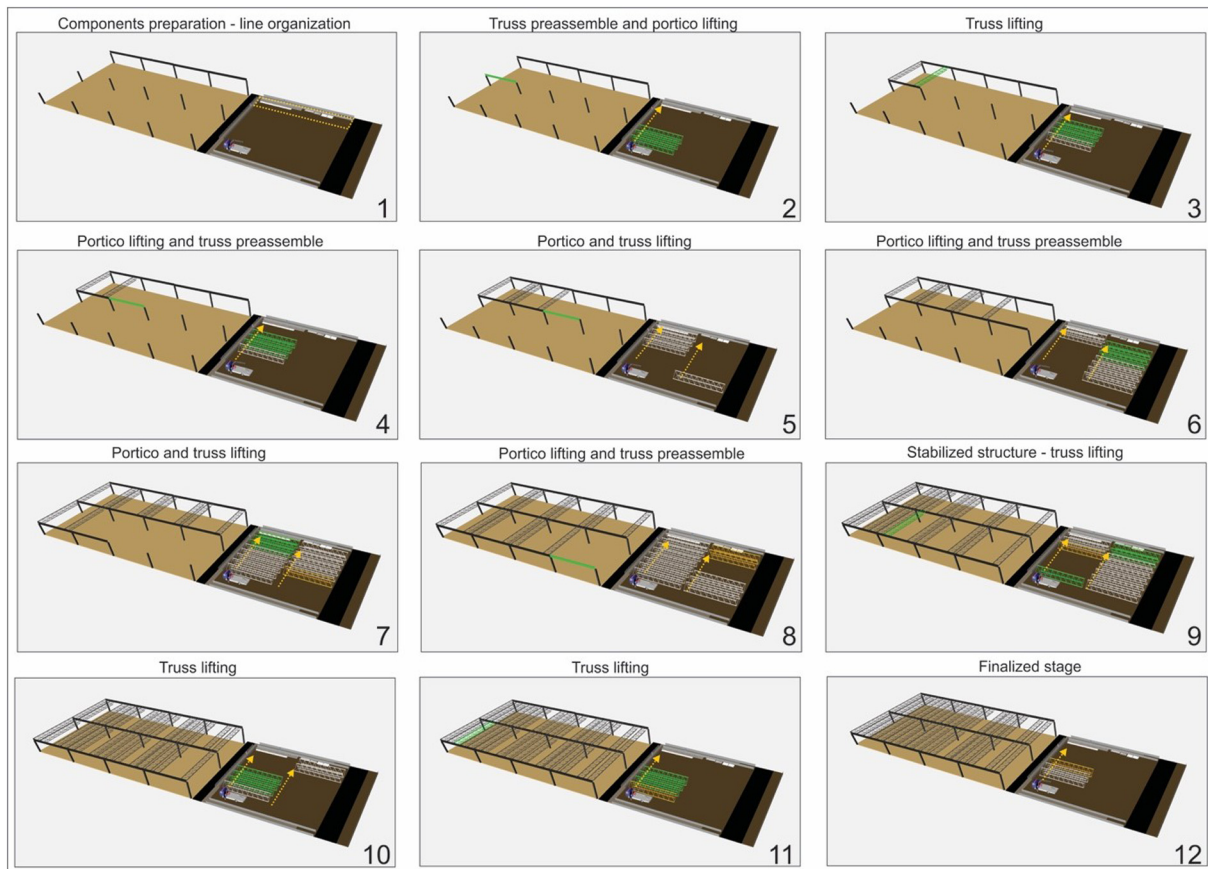 Components preparation - line organization
1
Truss preassemble and portico lifting
2
Truss lifting
3
Portico lifting and truss preassemble
4
Portico and truss lifting
5
Portico lifting and truss preassemble
6
Portico and truss lifting
7
Portico lifting and truss preassemble
8
Stabilized structure - truss lifting
9
Truss lifting
10
Truss lifting
11
Finalized stage
12